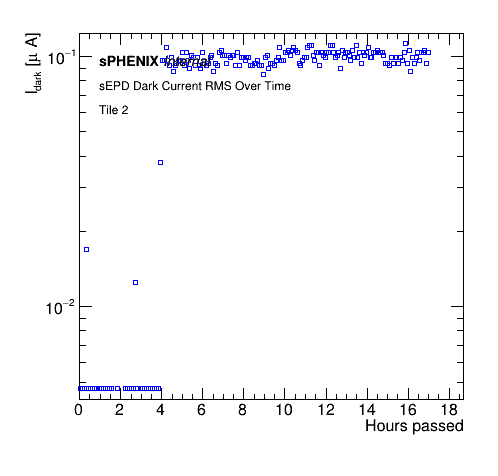 I_dark [μ A]
10⁻¹
sPHENIX Internal
sEPD Dark Current RMS Over Time
Tile 2
10⁻²
0 2 4 6 8 10 12 14 16 18
Hours passed